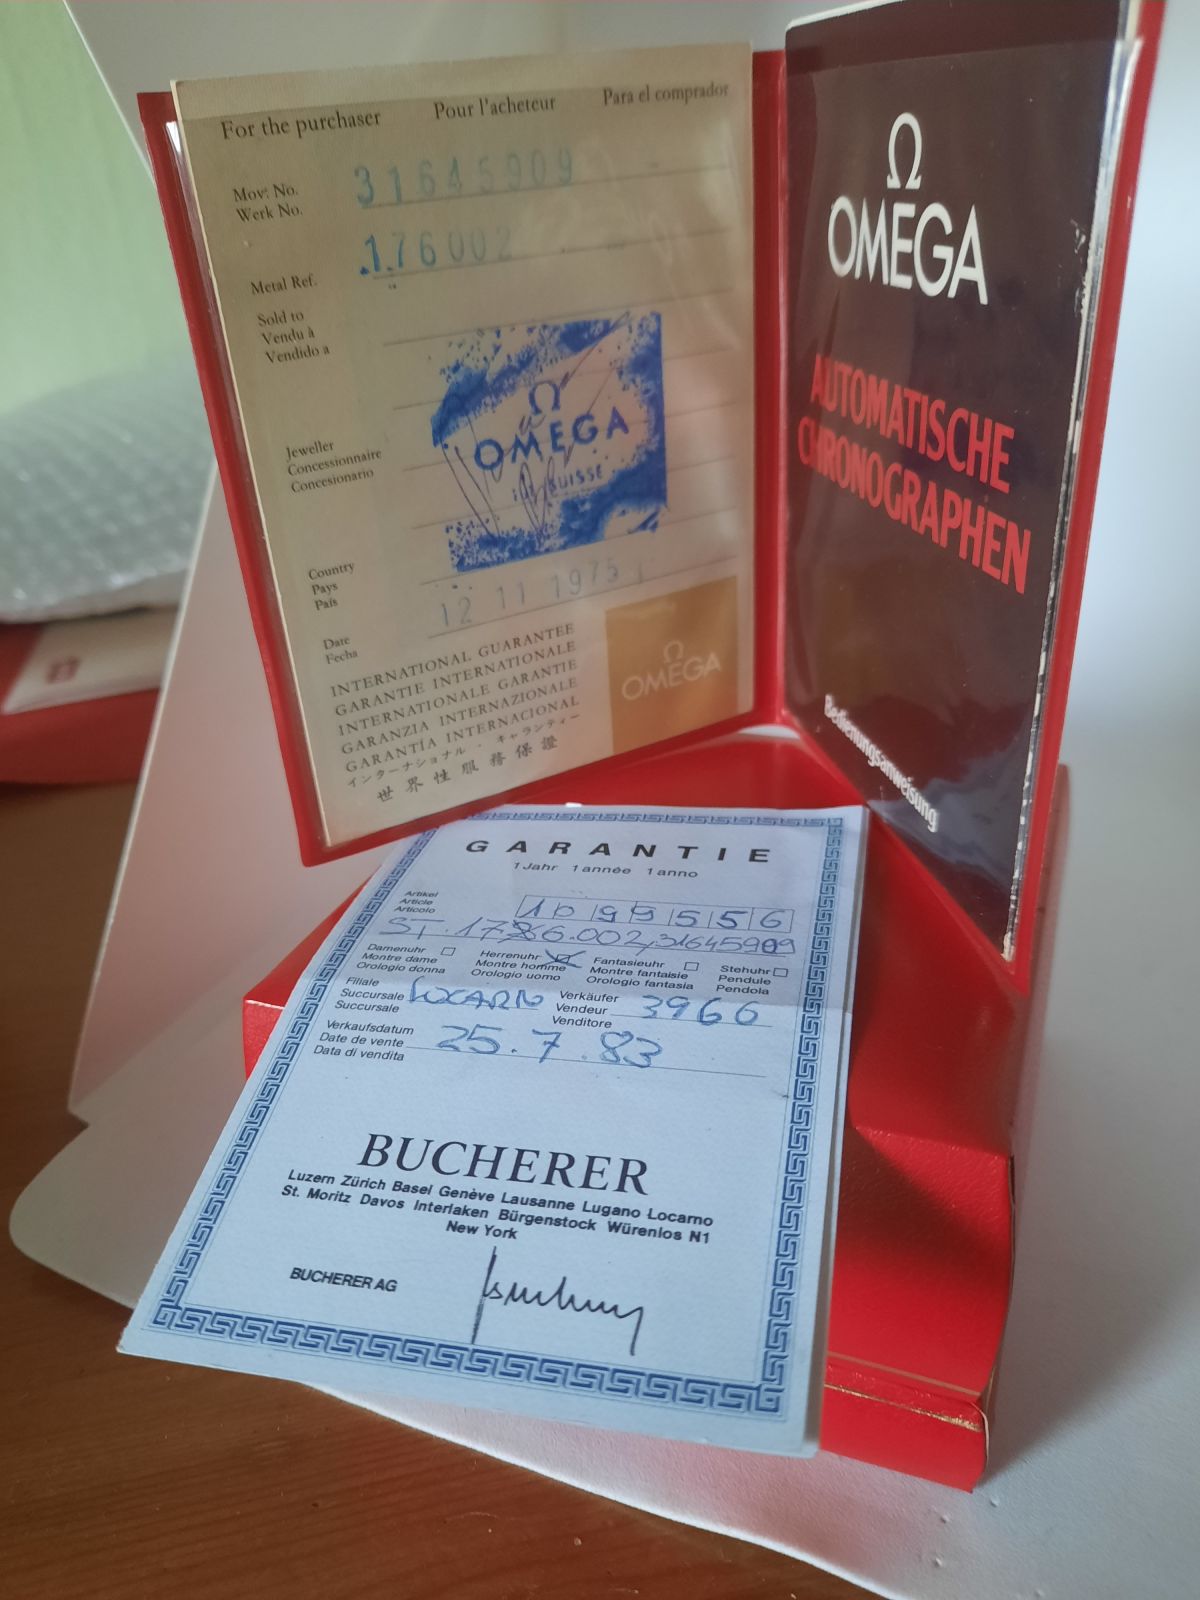 For the purchaser Pour l'acheteur Para el comprador
Mov.t No. 31645909
Werk No.
176002
Metal Ref.
Sold to
Vendu à
Vendido a
Ω
OMEGA
SUISSE
Jeweller
Concessionnaire
Concesionario
Country
Pays
País
Date 12 11 1975
Fecha
INTERNATIONAL GUARANTEE
GARANTIE INTERNATIONALE
INTERNATIONALE GARANTIE
GARANZIA INTERNAZIONALE
GARANTÍA INTERNACIONAL
インターナショナル・ギャランティー
世界性服務保證
Ω
OMEGA
Ω
OMEGA
AUTOMATISCHE
CHRONOGRAPHEN
Bedienungsanweisung
GARANTIE
1 Jahr 1 année 1 anno
Artikel
Article
Articolo
ST. 176.002, 31645909
Damenuhr Herrenuhr Fantasieuhr Stehuhr
Montre dame Montre homme Montre fantaisie Pendule
Orologio donna Orologio uomo Orologio fantasia Pendola
Filiale Verkäufer
Succursale LOCARNO Vendeur 3966
Succursale Venditore
Verkaufsdatum
Date de vente 25.7.83
Data di vendita
BUCHERER
Luzern Zürich Basel Genève Lausanne Lugano Locarno
St. Moritz Davos Interlaken Bürgenstock Würenlos N1
New York
BUCHERER AG